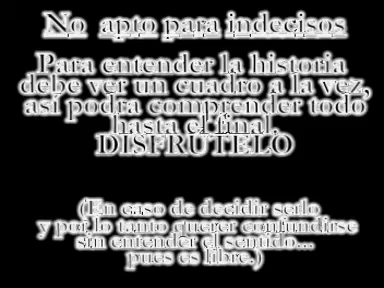 No apto para indecisos
Para entender la historia
debe ver un cuadro a la vez,
así podra comprender todo
hasta el final.
DISFRUTELO
(En caso de decidir serlo
y por lo tanto querer confundirse
sin entender el sentido...
pues es libre.)